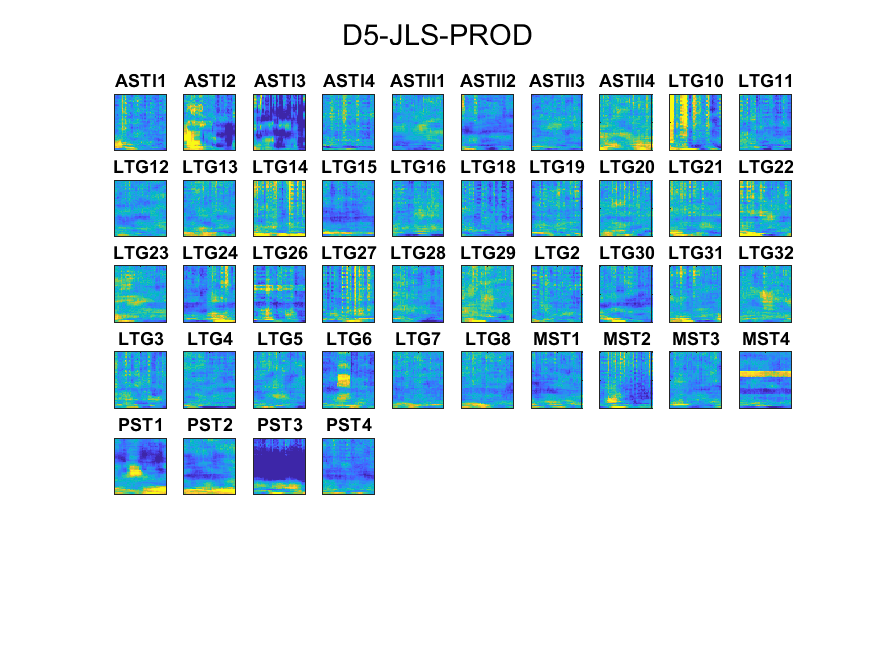 D5-JLS-PROD
ASTI1 ASTI2 ASTI3 ASTI4 ASTII1 ASTII2 ASTII3 ASTII4 LTG10 LTG11
LTG12 LTG13 LTG14 LTG15 LTG16 LTG18 LTG19 LTG20 LTG21 LTG22
LTG23 LTG24 LTG26 LTG27 LTG28 LTG29 LTG2 LTG30 LTG31 LTG32
LTG3 LTG4 LTG5 LTG6 LTG7 LTG8 MST1 MST2 MST3 MST4
PST1 PST2 PST3 PST4